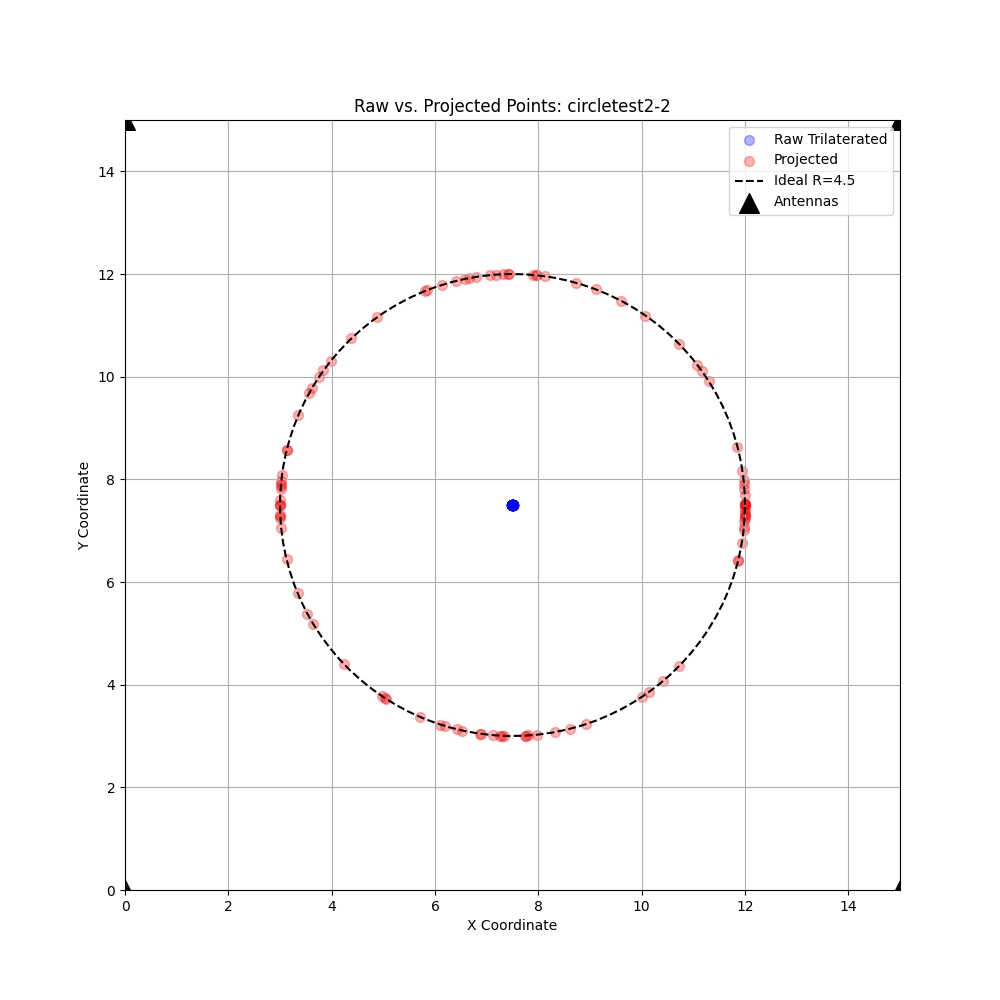 Raw vs. Projected Points: circletest2-2
Raw Trilaterated
Projected
Ideal R=4.5
Antennas
Y Coordinate
14
12
10
8
6
4
2
0
0 2 4 6 8 10 12 14
X Coordinate